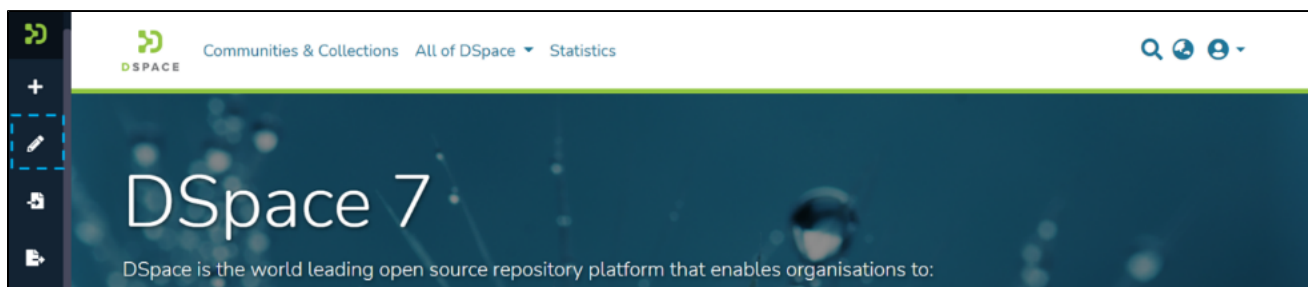 DSPACE
Communities & Collections All of DSpace Statistics
DSpace 7
DSpace is the world leading open source repository platform that enables organisations to: